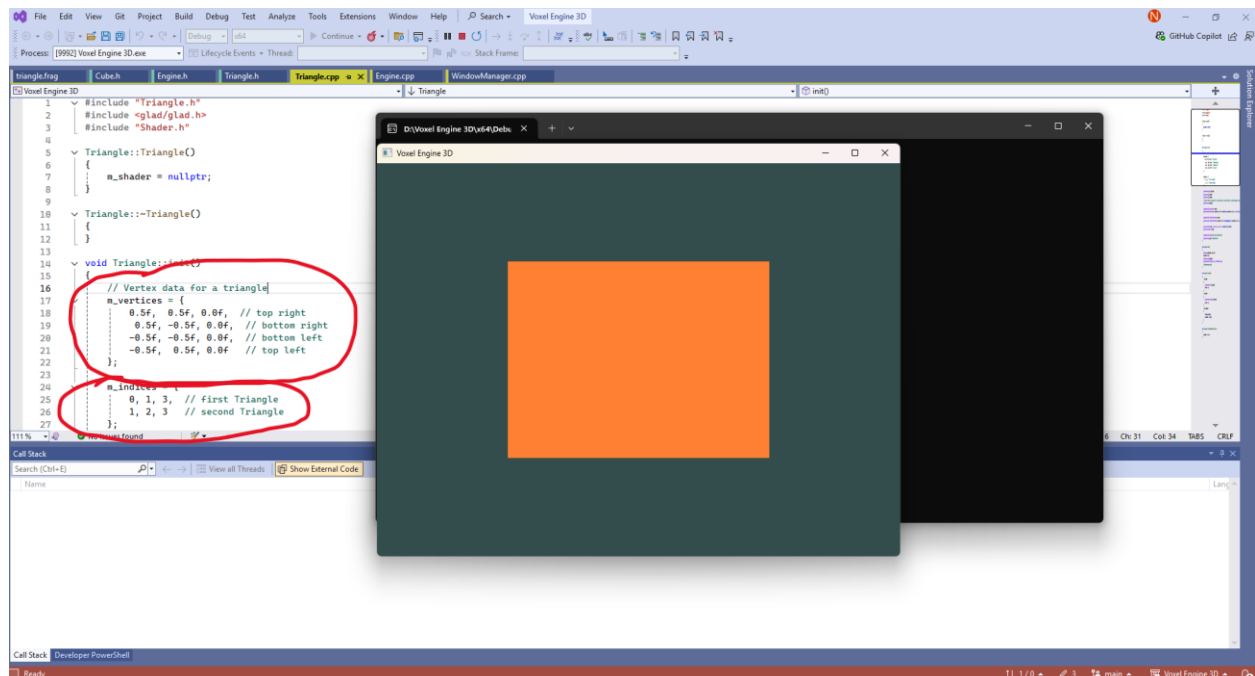 File Edit View Git Project Build Debug Test Analyze Tools Extensions Window Help Search Voxel Engine 3D N
Debug x64 Continue GitHub Copilot
Process: [9992] Voxel Engine 3D.exe Lifecycle Events Thread: Stack Frame:
triangle.frag Cube.h Engine.h Triangle.h Triangle.cpp Engine.cpp WindowManager.cpp
Voxel Engine 3D Triangle init()
Solution Explorer
1 #include "Triangle.h"
2 #include <glad/glad.h>
3 #include "Shader.h"
4
5 Triangle::Triangle()
6 {
7 m_shader = nullptr;
8 }
9
10 Triangle::~Triangle()
11 {
12 }
13
14 void Triangle::init()
15 {
16 // Vertex data for a triangle
17 m_vertices = {
18 0.5f, 0.5f, 0.0f, // top right
19 0.5f, -0.5f, 0.0f, // bottom right
20 -0.5f, -0.5f, 0.0f, // bottom left
21 -0.5f, 0.5f, 0.0f // top left
22 };
23
24 m_indices = {
25 0, 1, 3, // first Triangle
26 1, 2, 3 // second Triangle
27 };
D:\Voxel Engine 3D\x64\Debu
Voxel Engine 3D
111 % No issues found 6 Ch: 31 Col: 34 TABS CRLF
Call Stack
Search (Ctrl+E) View all Threads Show External Code
Name Lang
Call Stack Developer PowerShell
Ready 1 / 0 3 main Voxel Engine 3D